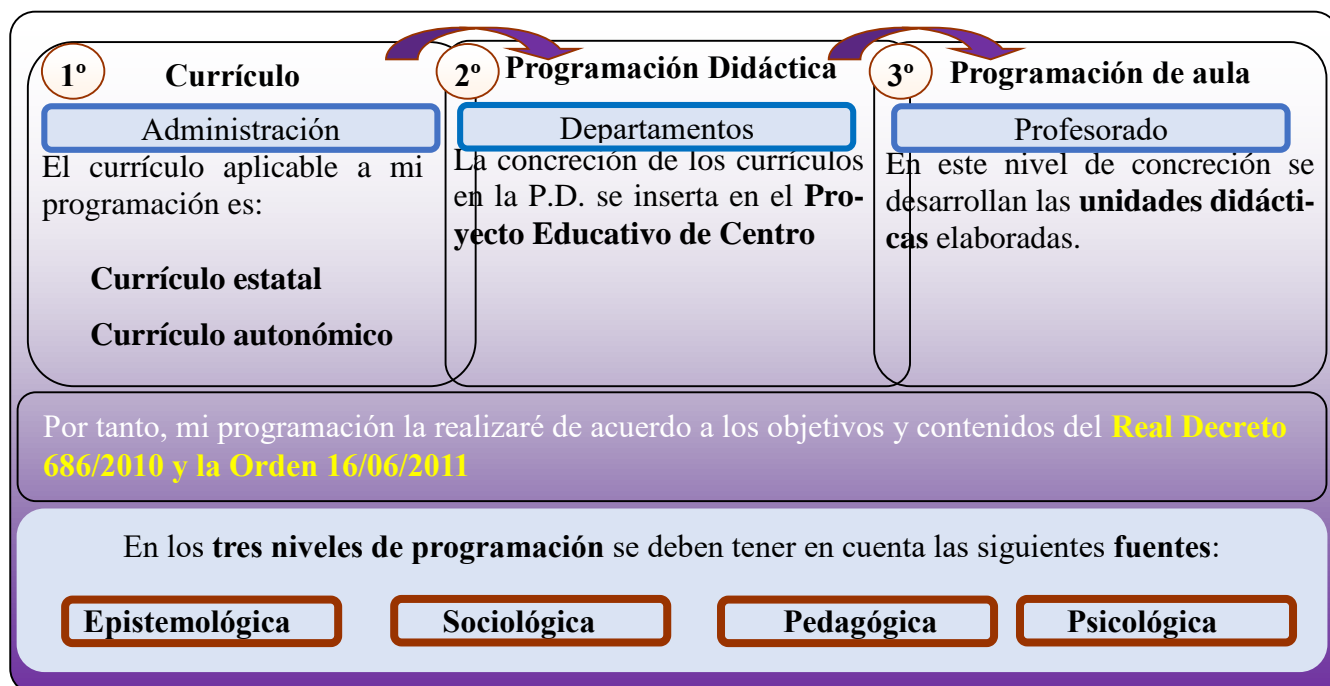 1º Currículo
Administración
El currículo aplicable a mi
programación es:
Currículo estatal
Currículo autonómico
2º Programación Didáctica
Departamentos
La concreción de los currículos
en la P.D. se inserta en el Pro-
yecto Educativo de Centro
3º Programación de aula
Profesorado
En este nivel de concreción se
desarrollan las unidades didácti-
cas elaboradas.
Por tanto, mi programación la realizaré de acuerdo a los objetivos y contenidos del Real Decreto
686/2010 y la Orden 16/06/2011
En los tres niveles de programación se deben tener en cuenta las siguientes fuentes:
Epistemológica
Sociológica
Pedagógica
Psicológica